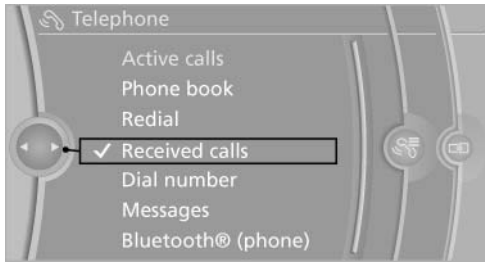 Telephone
Active calls
Phone book
Redial
✓ Received calls
Dial number
Messages
Bluetooth® (phone)